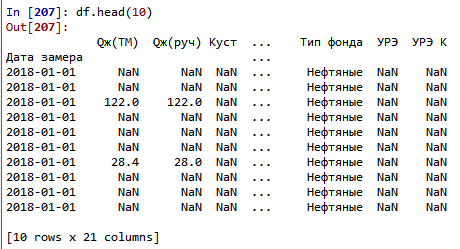 In [207]: df.head(10)
Out[207]:
Qж(ТМ) Qж(руч) Куст ... Тип фонда УРЭ УРЭ К
Дата замера ...
2018-01-01 NaN NaN NaN ... Нефтяные NaN NaN
2018-01-01 NaN NaN NaN ... Нефтяные NaN NaN
2018-01-01 122.0 122.0 NaN ... Нефтяные NaN NaN
2018-01-01 NaN NaN NaN ... Нефтяные NaN NaN
2018-01-01 NaN NaN NaN ... Нефтяные NaN NaN
2018-01-01 NaN NaN NaN ... Нефтяные NaN NaN
2018-01-01 28.4 28.0 NaN ... Нефтяные NaN NaN
2018-01-01 NaN NaN NaN ... Нефтяные NaN NaN
2018-01-01 NaN NaN NaN ... Нефтяные NaN NaN
2018-01-01 NaN NaN NaN ... Нефтяные NaN NaN
[10 rows x 21 columns]